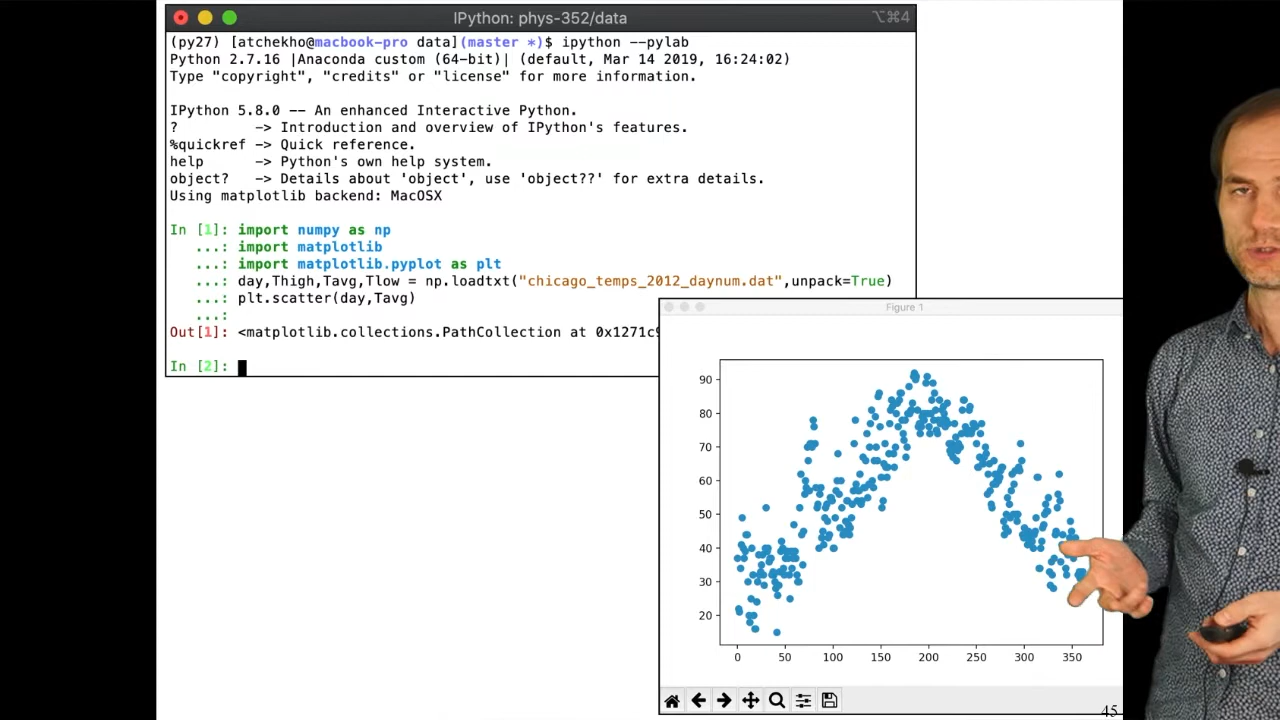 IPython: phys-352/data
⌥⌘4
(py27) [atchekho@macbook-pro data](master *)$ ipython --pylab
Python 2.7.16 |Anaconda custom (64-bit)| (default, Mar 14 2019, 16:24:02)
Type "copyright", "credits" or "license" for more information.
IPython 5.8.0 -- An enhanced Interactive Python.
?         -> Introduction and overview of IPython's features.
%quickref -> Quick reference.
help      -> Python's own help system.
object?   -> Details about 'object', use 'object??' for extra details.
Using matplotlib backend: MacOSX
In [1]: import numpy as np
   ...: import matplotlib
   ...: import matplotlib.pyplot as plt
   ...: day,Thigh,Tavg,Tlow = np.loadtxt("chicago_temps_2012_daynum.dat",unpack=True)
   ...: plt.scatter(day,Tavg)
   ...:
Out[1]: <matplotlib.collections.PathCollection at 0x1271c9
In [2]:
Figure 1
90
80
70
60
50
40
30
20
0 50 100 150 200 250 300 350
45